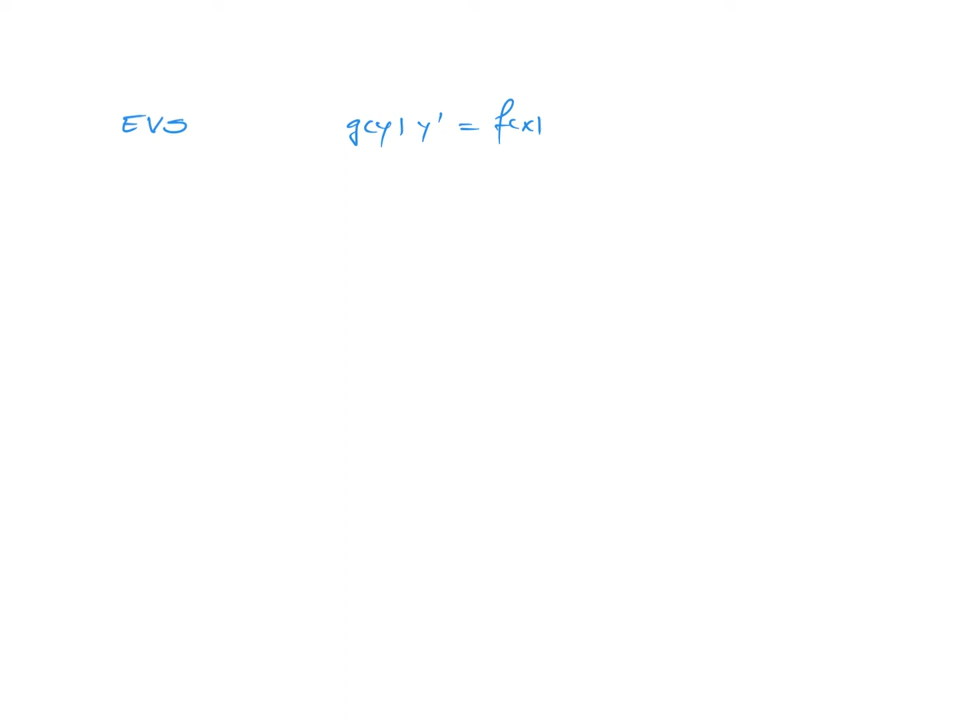 EVS g(y) y' = f(x)